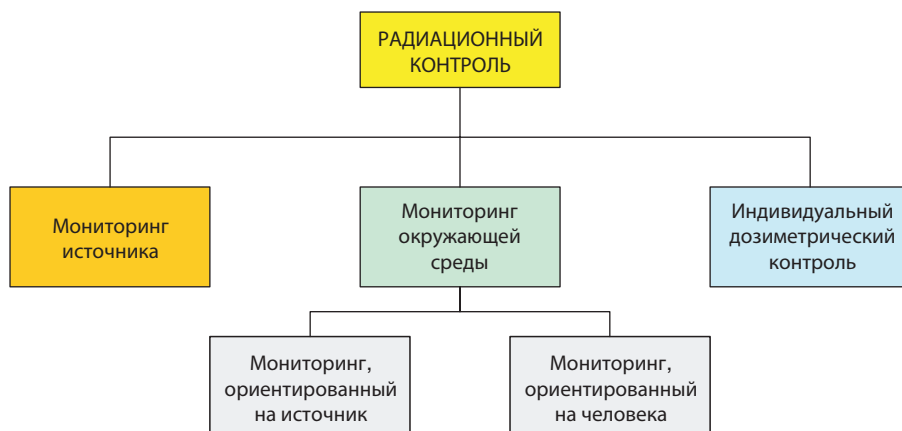 РАДИАЦИОННЫЙ
КОНТРОЛЬ
Мониторинг
источника
Мониторинг
окружающей
среды
Индивидуальный
дозиметрический
контроль
Мониторинг,
ориентированный
на источник
Мониторинг,
ориентированный
на человека